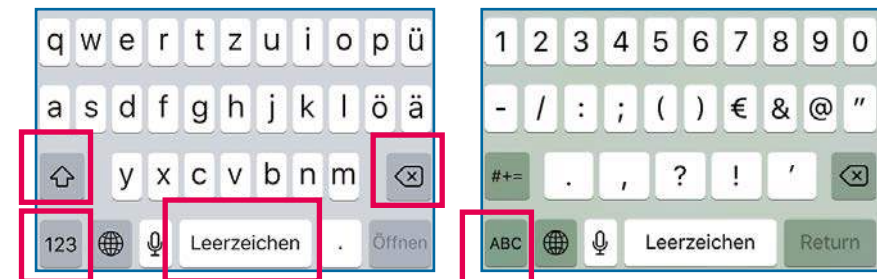 q w e r t z u i o p ü
a s d f g h j k l ö ä
y x c v b n m
123 Leerzeichen . Öffnen
1 2 3 4 5 6 7 8 9 0
- / : ; ( ) € & @ "
#+= . , ? ! '
ABC Leerzeichen Return